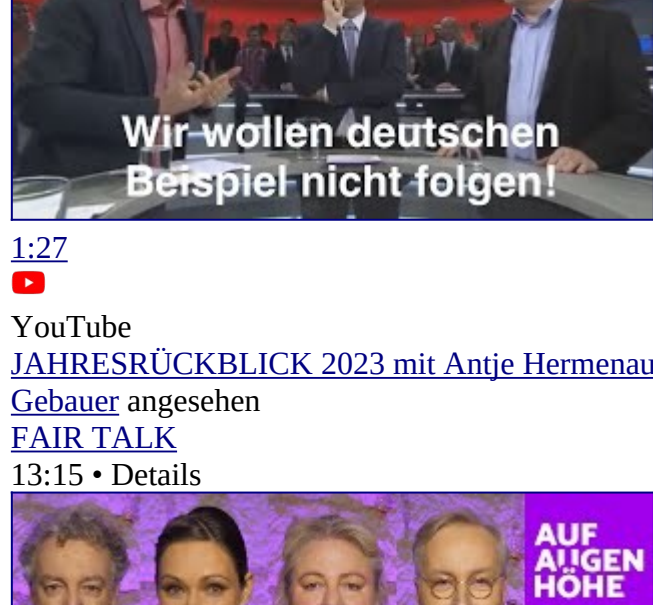 Wir wollen deutschen
Beispiel nicht folgen!
1:27
YouTube
JAHRESRÜCKBLICK 2023 mit Antje Hermenau
Gebauer angesehen
FAIR TALK
13:15 • Details
AUF
AUGEN
HÖHE